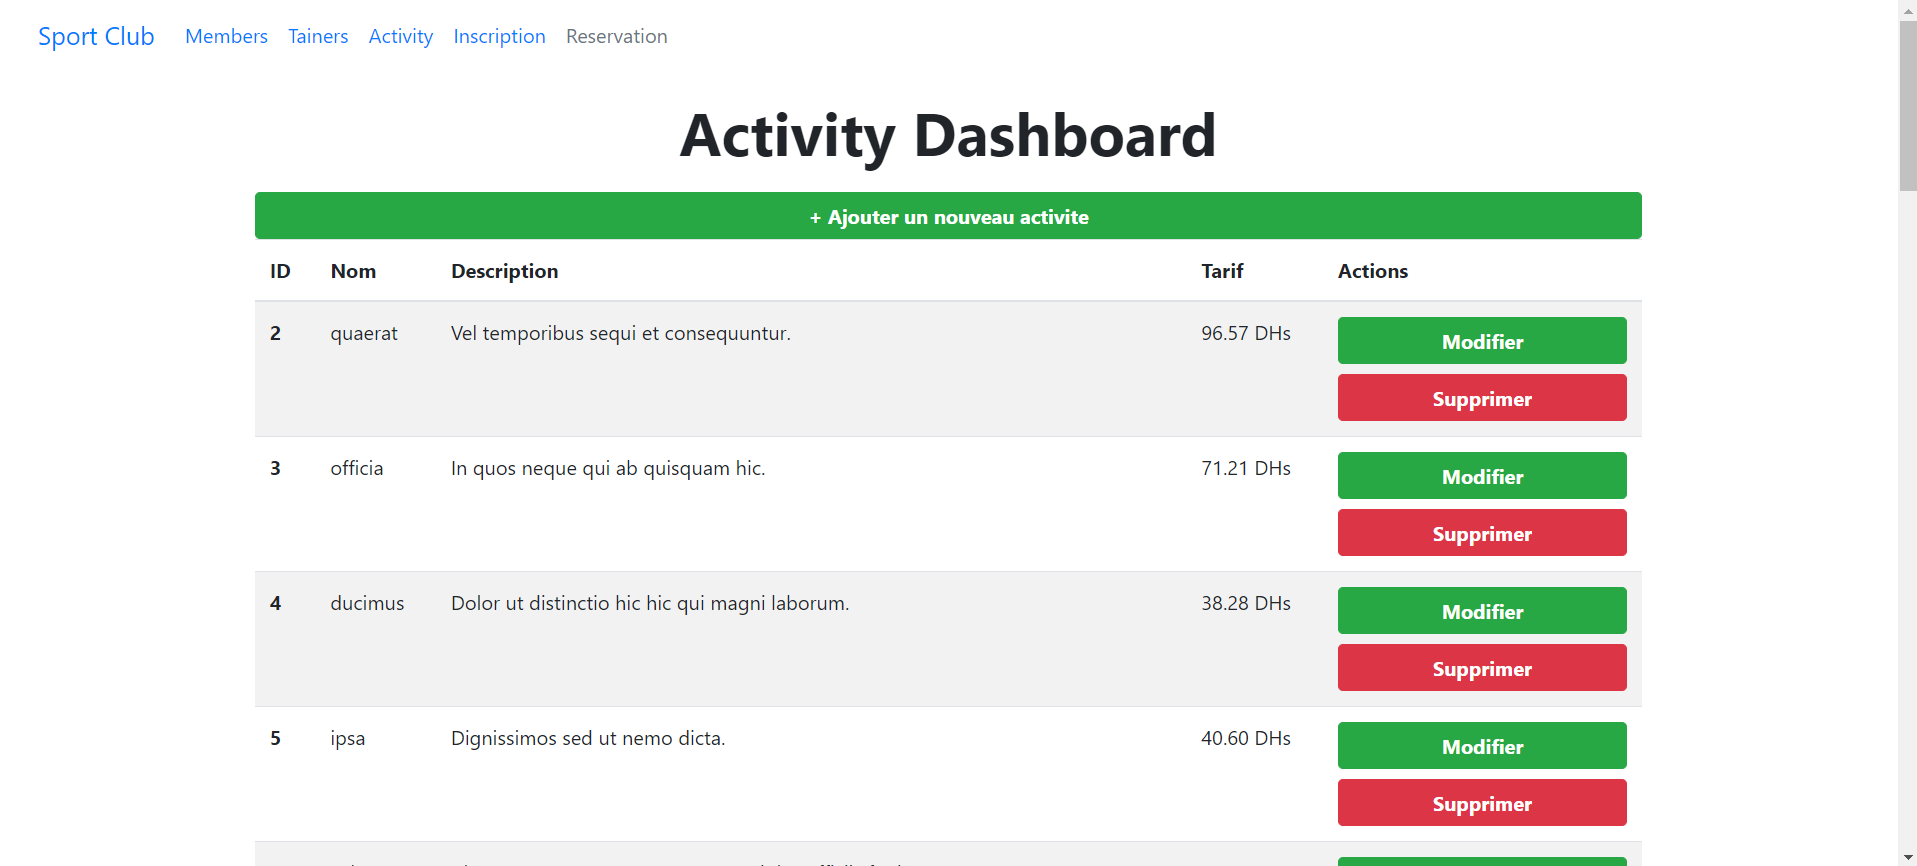 Sport Club Members Tainers Activity Inscription Reservation
Activity Dashboard
+ Ajouter un nouveau activite
ID Nom Description Tarif Actions
2 quaerat Vel temporibus sequi et consequuntur. 96.57 DHs Modifier
Supprimer
3 officia In quos neque qui ab quisquam hic. 71.21 DHs Modifier
Supprimer
4 ducimus Dolor ut distinctio hic hic qui magni laborum. 38.28 DHs Modifier
Supprimer
5 ipsa Dignissimos sed ut nemo dicta. 40.60 DHs Modifier
Supprimer